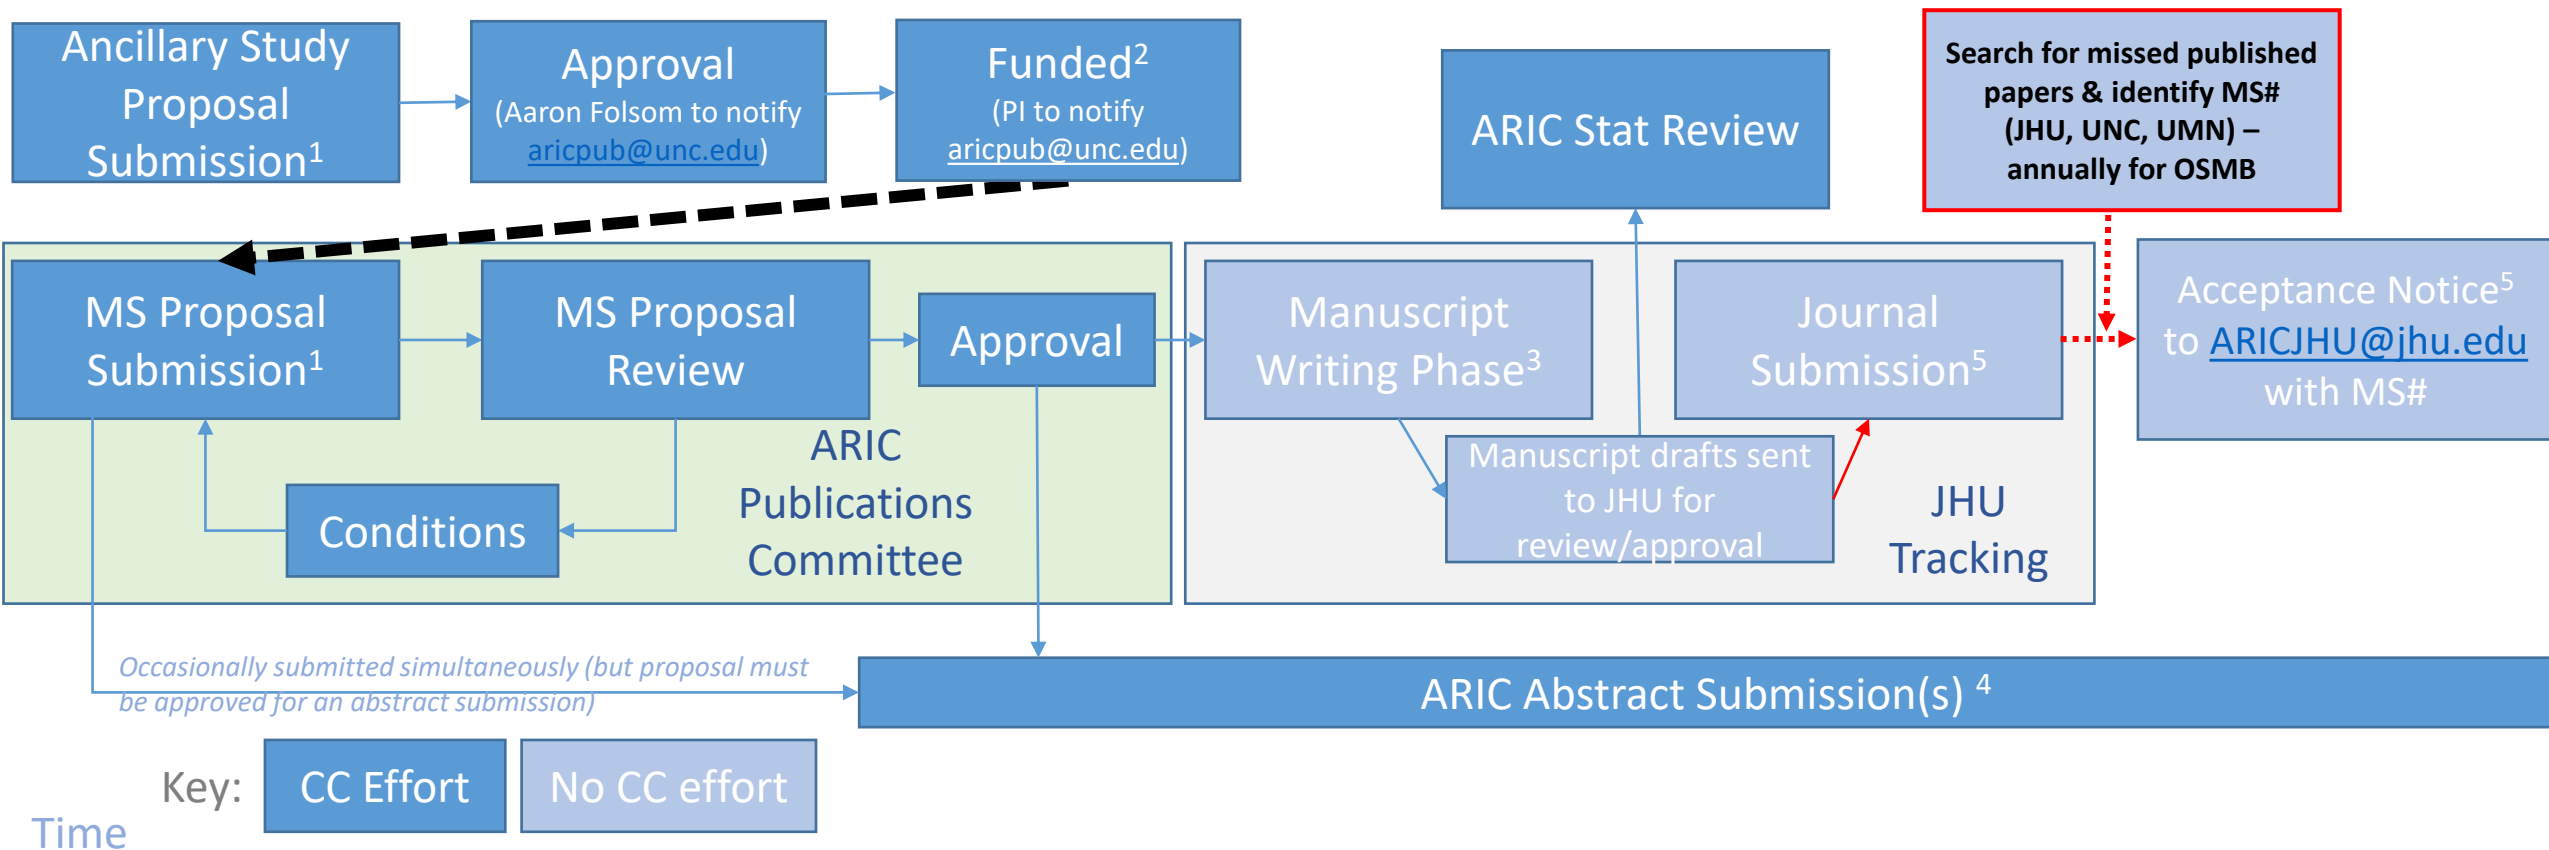 Ancillary Study
Proposal
Submission1
Approval
(Aaron Folsom to notify
aricpub@unc.edu)
Funded2
(PI to notify
aricpub@unc.edu)
ARIC Stat Review
Search for missed published
papers & identify MS#
(JHU, UNC, UMN) –
annually for OSMB
MS Proposal
Submission1
MS Proposal
Review
Approval
Conditions
ARIC
Publications
Committee
Manuscript
Writing Phase3
Journal
Submission5
Manuscript drafts sent
to JHU for
review/approval
JHU
Tracking
Acceptance Notice5
to ARICJHU@jhu.edu
with MS#
Occasionally submitted simultaneously (but proposal must
be approved for an abstract submission)
ARIC Abstract Submission(s) 4
Key:
CC Effort
No CC effort
Time